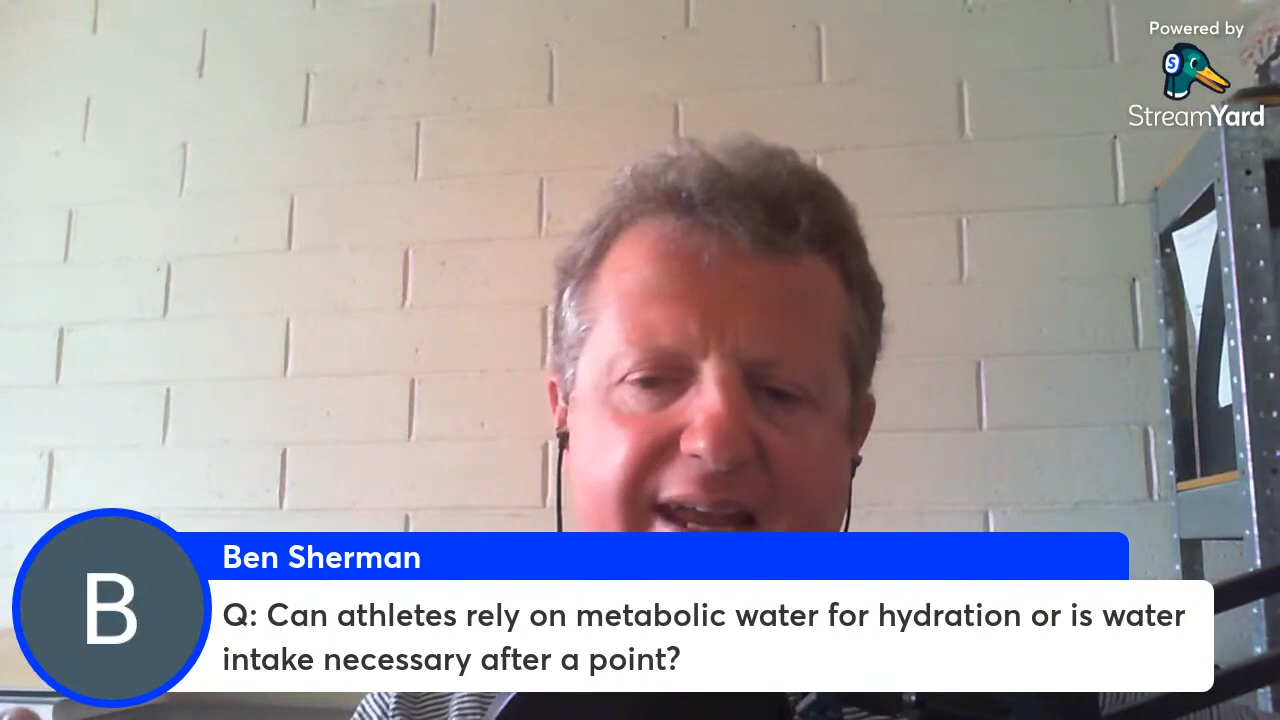 Powered by
S
StreamYard
B
Ben Sherman
Q: Can athletes rely on metabolic water for hydration or is water
intake necessary after a point?